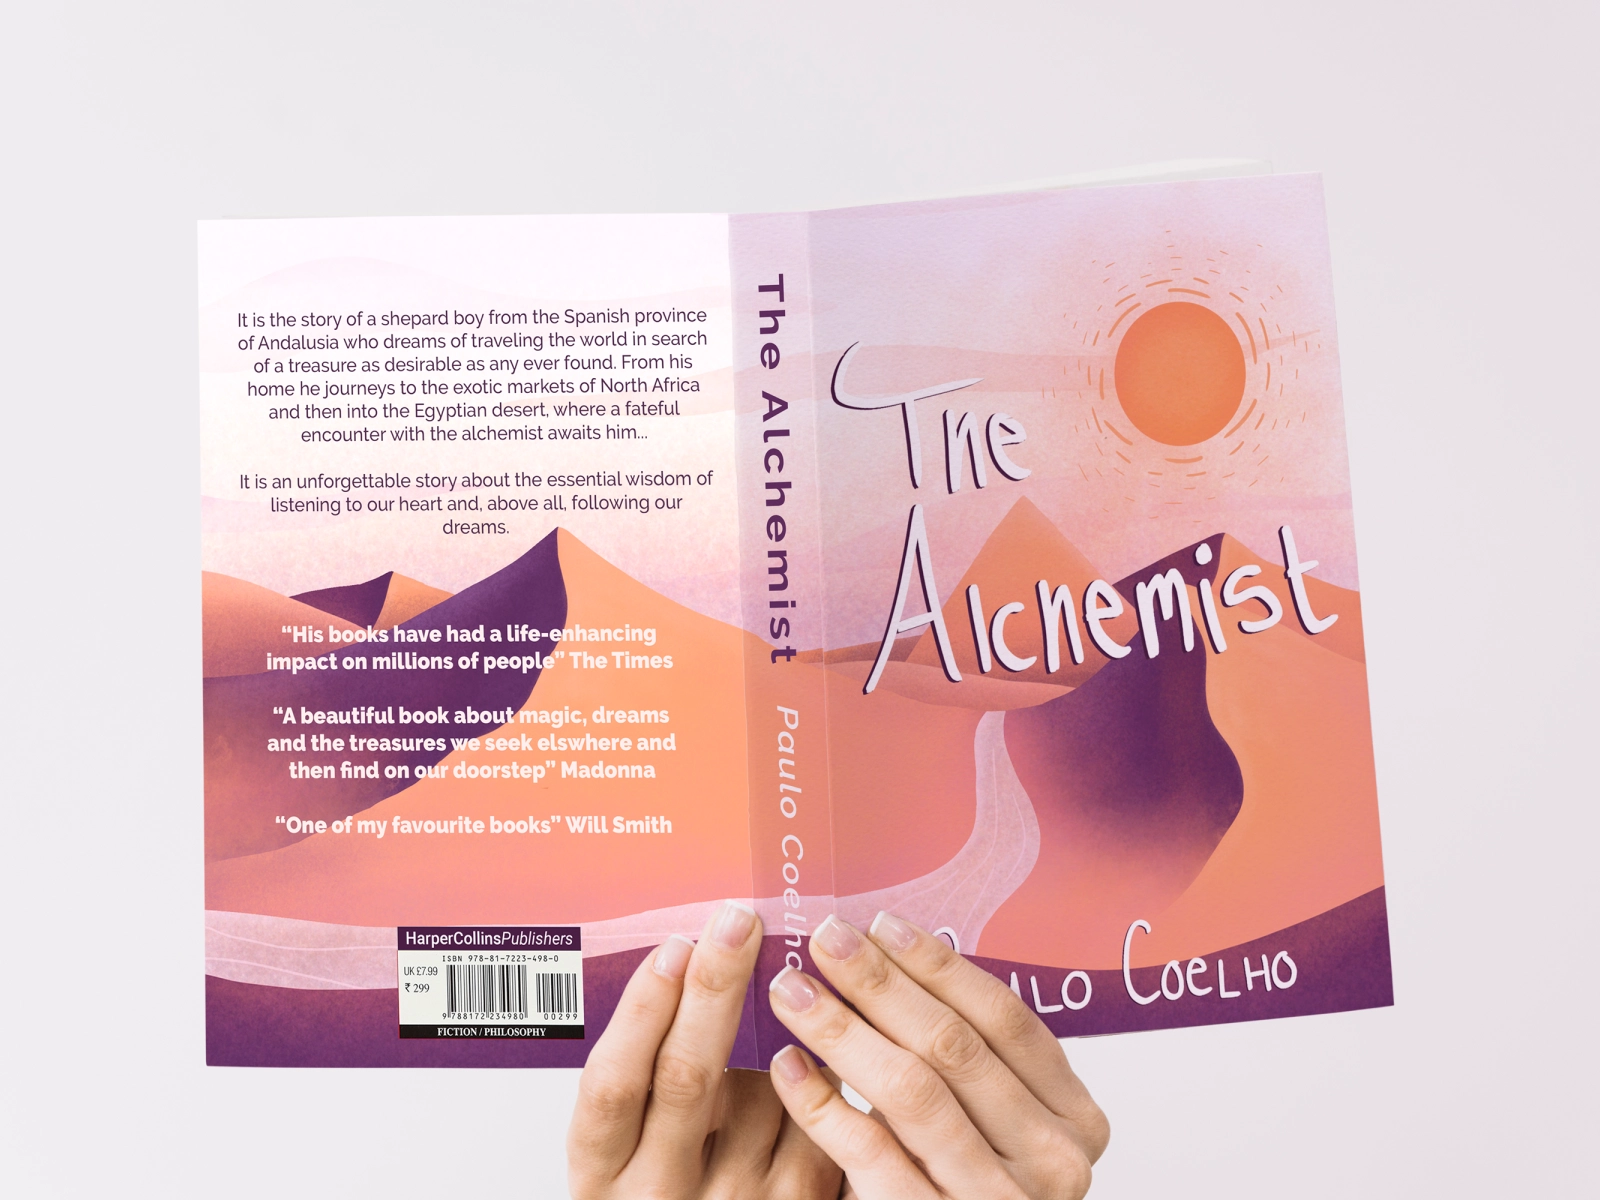 It is the story of a shepard boy from the Spanish province
of Andalusia who dreams of traveling the world in search
of a treasure as desirable as any ever found. From his
home he journeys to the exotic markets of North Africa
and then into the Egyptian desert, where a fateful
encounter with the alchemist awaits him...
It is an unforgettable story about the essential wisdom of
listening to our heart and, above all, following our
dreams.
“His books have had a life-enhancing
impact on millions of people” The Times
“A beautiful book about magic, dreams
and the treasures we seek elswhere and
then find on our doorstep” Madonna
“One of my favourite books” Will Smith
HarperCollinsPublishers
ISBN 978-81-7223-498-0
UK £7.99
₹ 299
9 788172 234980
00299
FICTION / PHILOSOPHY
The Alchemist Paulo Coelho
The
Alchemist
COELHO